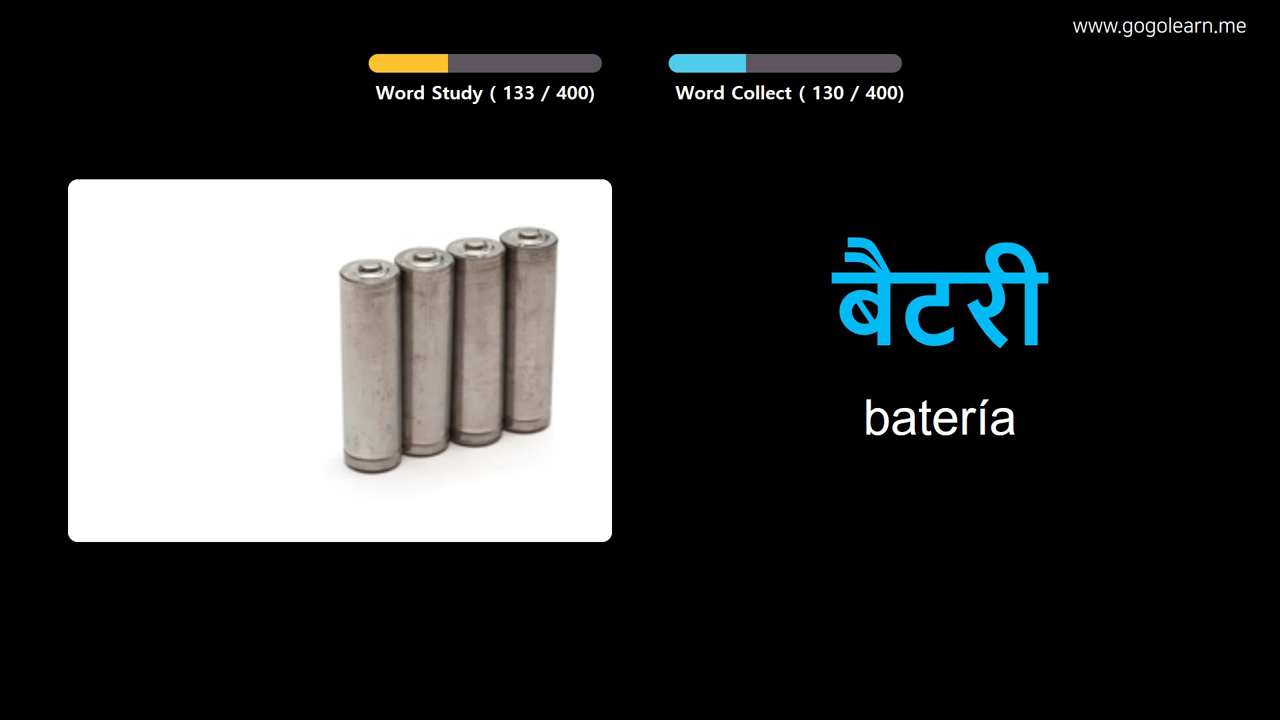 www.gogolearn.me
Word Study ( 133 / 400)
Word Collect ( 130 / 400)
बैटरी
batería